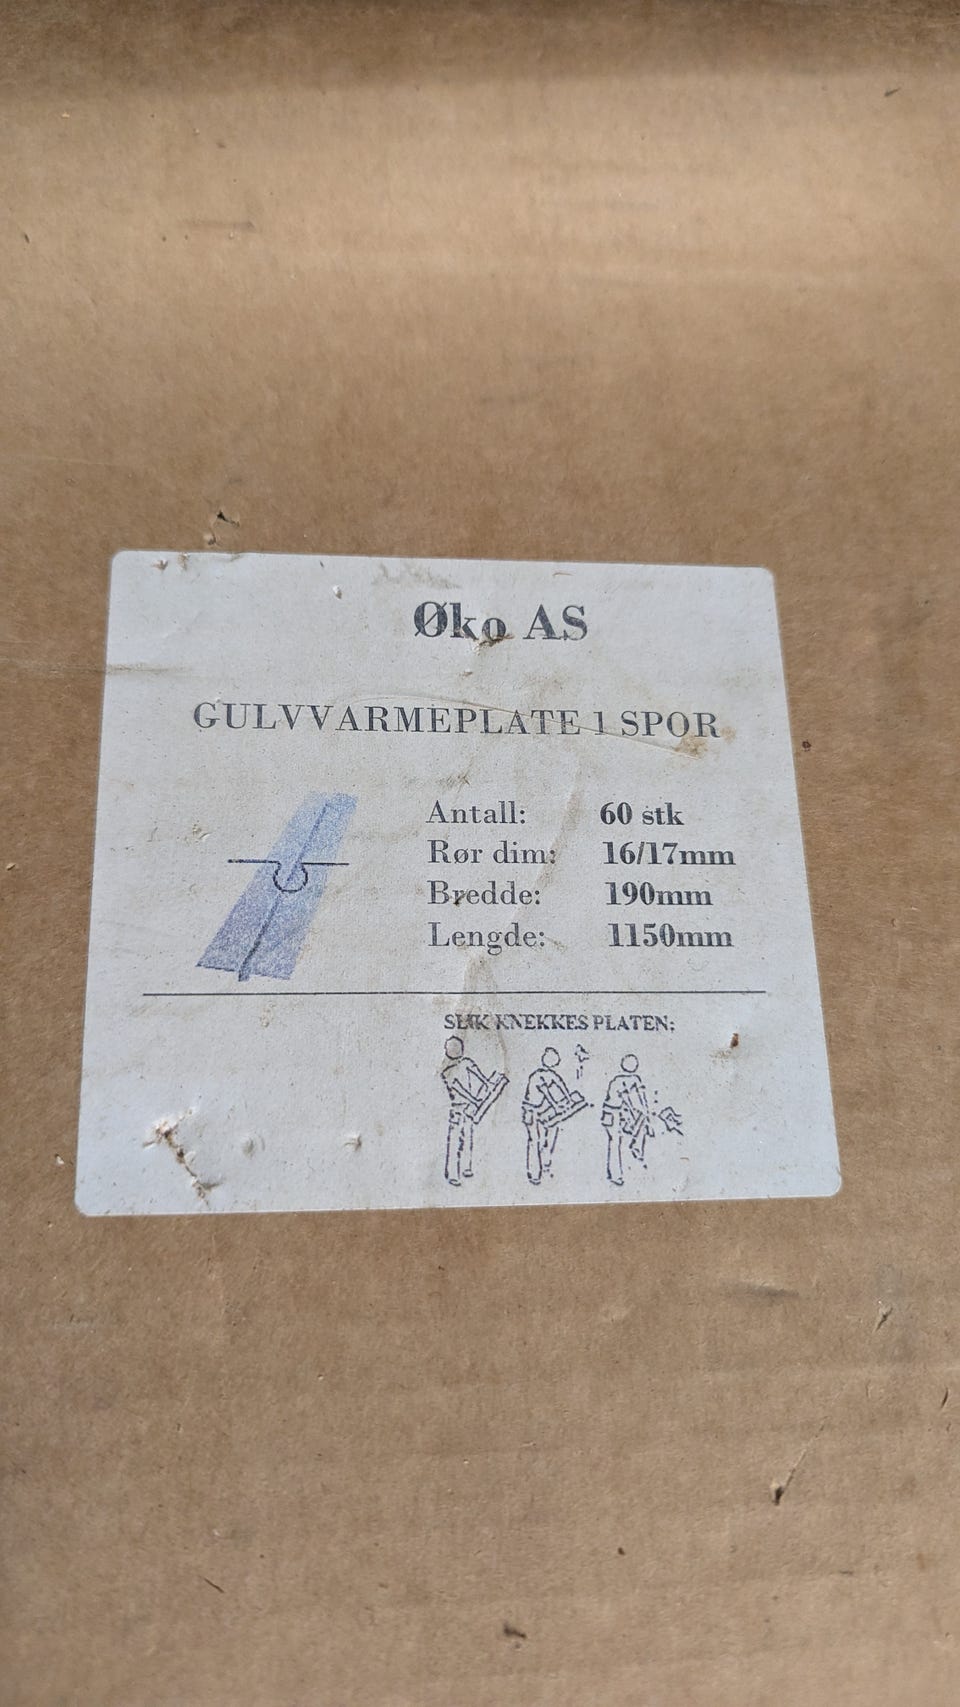 Øko AS
GULVVARMEPLATE 1 SPOR
Antall: 60 stk
Rør dim: 16/17mm
Bredde: 190mm
Lengde: 1150mm
SLIK KNEKKES PLATEN: